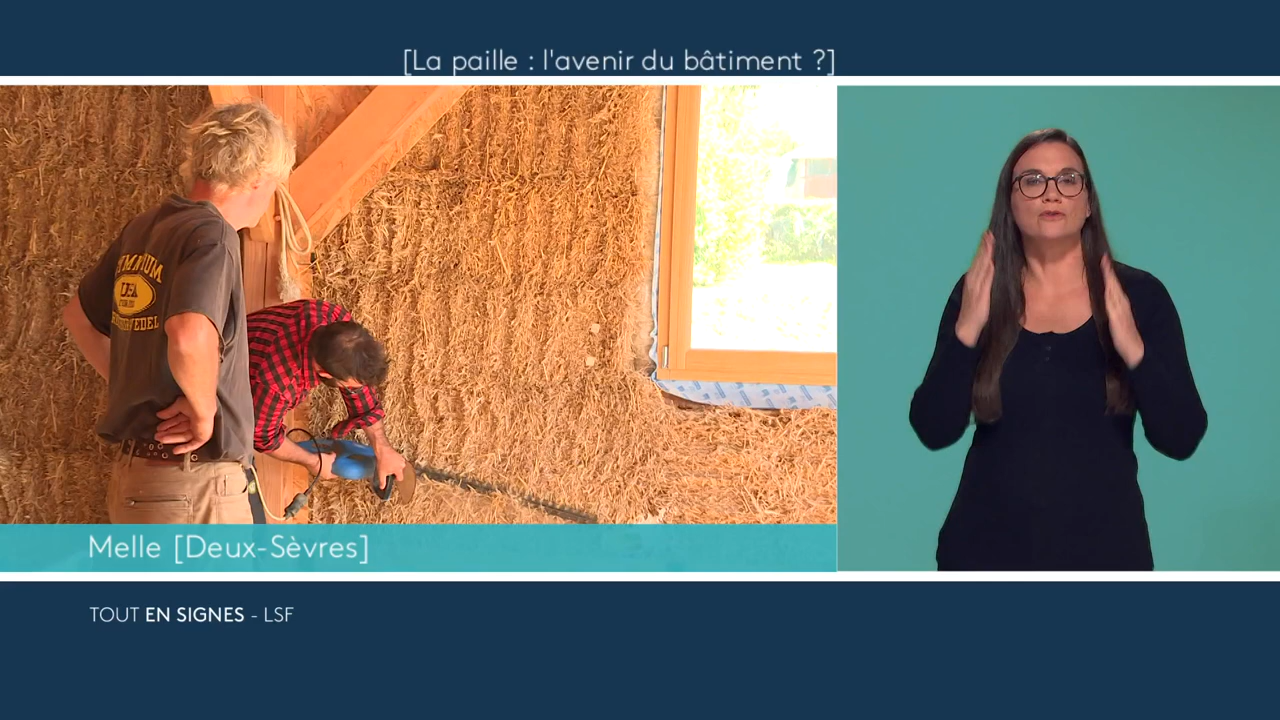 [La paille : l'avenir du bâtiment ?]
Melle [Deux-Sèvres]
TOUT EN SIGNES - LSF